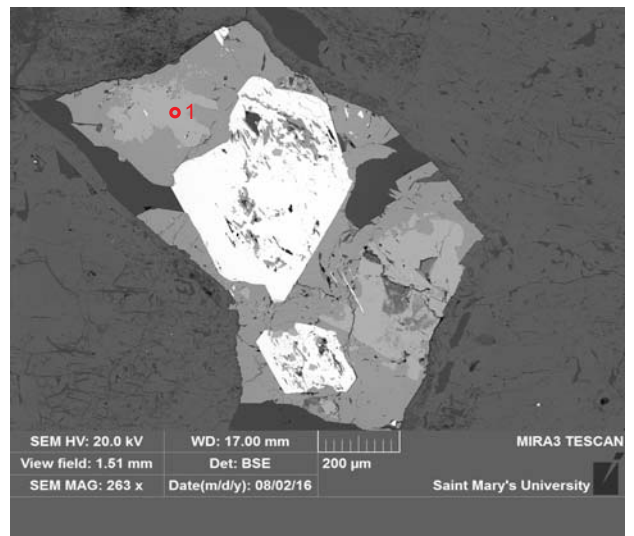 1
SEM HV: 20.0 kV WD: 17.00 mm MIRA3 TESCAN
View field: 1.51 mm Det: BSE 200 µm
SEM MAG: 263 x Date(m/d/y): 08/02/16 Saint Mary's University